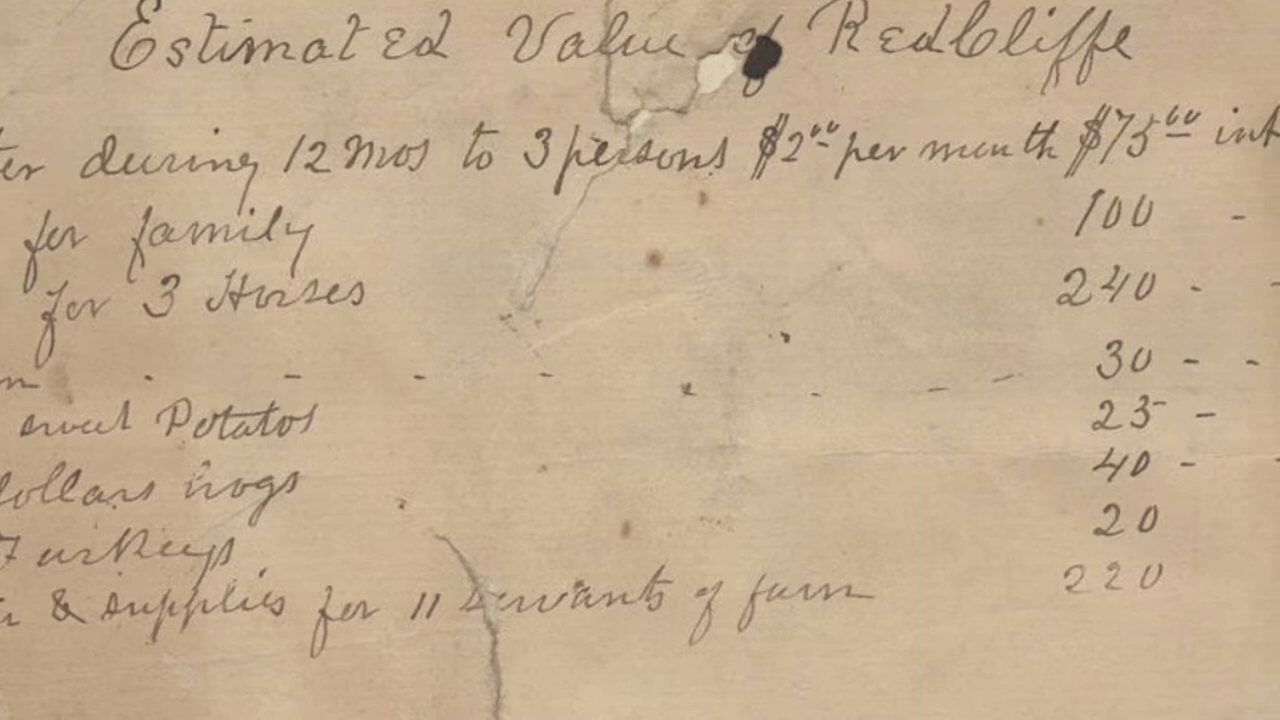 Estimated Value of Redcliffe
ter during 12 Mos to 3 persons $2.00 per month $75.00 int
for family 100 -
for 3 Horses 240 - -
n - - - - - - - - 30 - -
sweet Potatos 25 -
dollars hogs 40 - -
Turkeys 20
& supplies for 11 Servants of farm 220